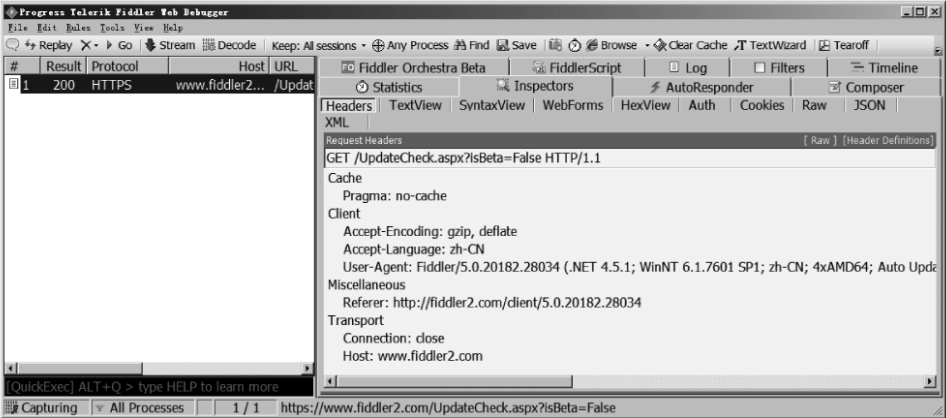 Progress Telerik Fiddler Web Debugger
File Edit Rules Tools View Help
Replay X Go Stream Decode Keep: All sessions Any Process Find Save Browse Clear Cache TextWizard Tearoff
# Result Protocol Host URL
1 200 HTTPS www.fiddler2... /Updat
Fiddler Orchestra Beta FiddlerScript Log Filters Timeline
Statistics Inspectors AutoResponder Composer
Headers TextView SyntaxView WebForms HexView Auth Cookies Raw JSON
XML
Request Headers [ Raw ] [Header Definitions]
GET /UpdateCheck.aspx?isBeta=False HTTP/1.1
Cache
Pragma: no-cache
Client
Accept-Encoding: gzip, deflate
Accept-Language: zh-CN
User-Agent: Fiddler/5.0.20182.28034 (.NET 4.5.1; WinNT 6.1.7601 SP1; zh-CN; 4xAMD64; Auto Upda
Miscellaneous
Referer: http://fiddler2.com/client/5.0.20182.28034
Transport
Connection: close
Host: www.fiddler2.com
[QuickExec] ALT+Q > type HELP to learn more
Capturing All Processes 1 / 1 https://www.fiddler2.com/UpdateCheck.aspx?isBeta=False